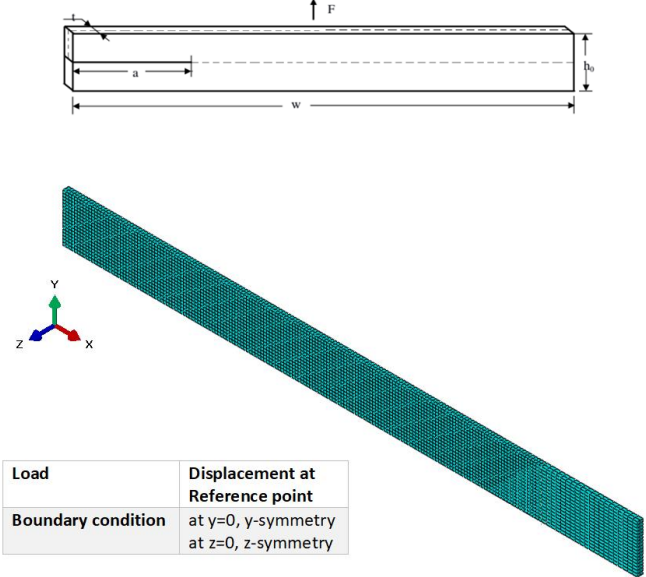 F
t
a
h₀
w
Y
Z
X
Load
Displacement at
Reference point
Boundary condition
at y=0, y-symmetry
at z=0, z-symmetry